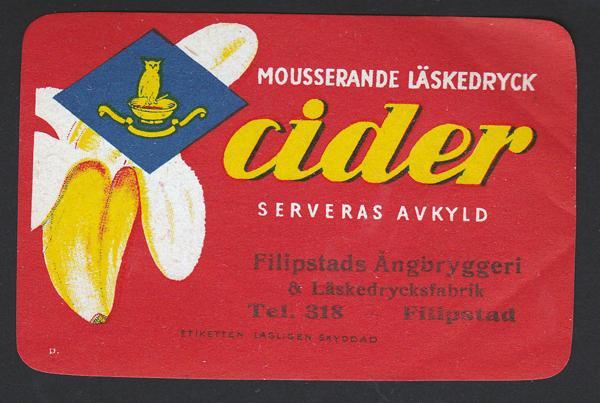 MOUSSERANDE LÄSKEDRYCK
cider
SERVERAS AVKYLD
Filipstads Ångbryggeri
& Läskedrycksfabrik
Tel. 318 — Filipstad
ETIKETTEN LAGLIGEN SKYDDAD
D.